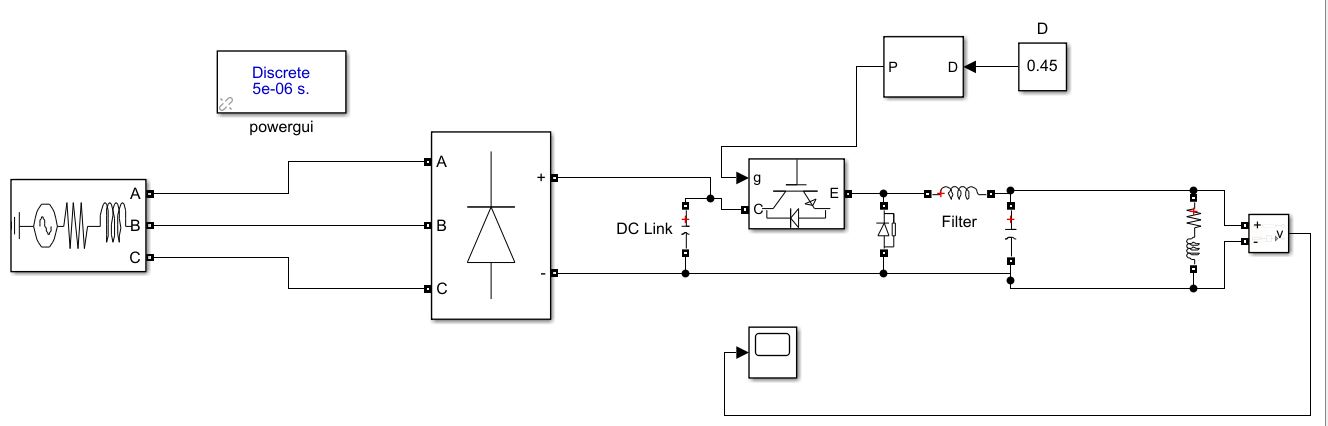 D
Discrete
5e-06 s.
P
D
0.45
powergui
A
B
C
A
B
C
+
-
g
C
E
DC Link
Filter
+
-
v